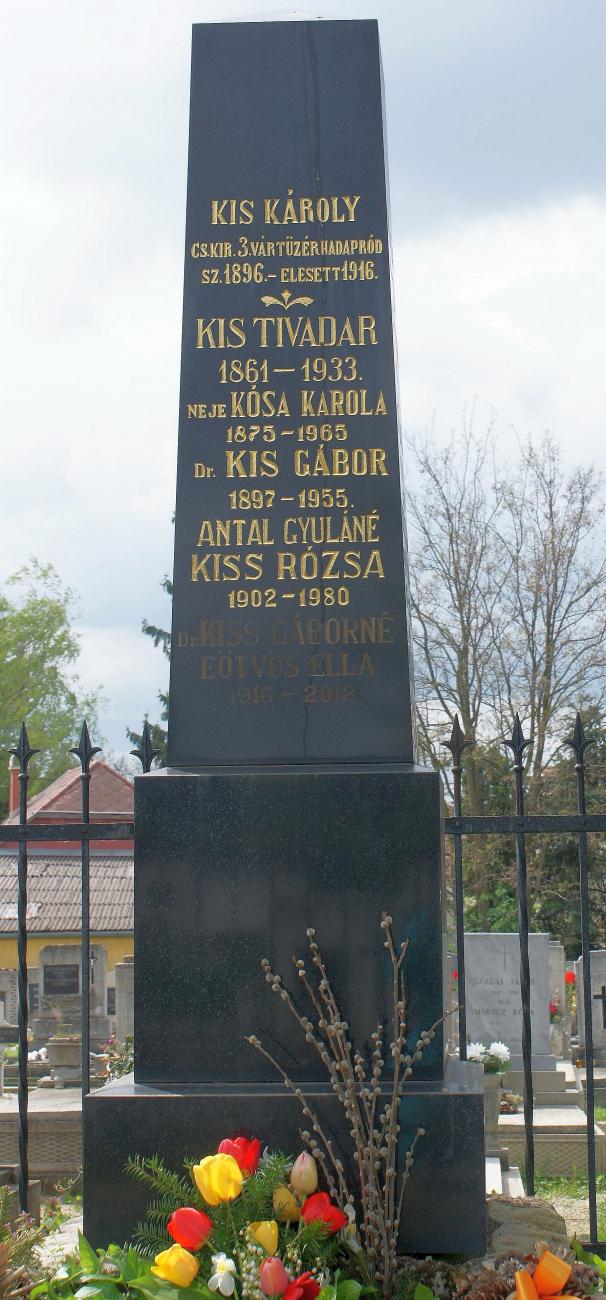 KIS KÁROLY
CS.KIR.3.VÁRTÜZÉRHADAPRÓD
SZ.1896.–ELESETT 1916.
KIS TIVADAR
1861–1933.
NEJE KÓSA KAROLA
1875–1965
Dr. KIS GÁBOR
1897–1955.
ANTAL GYULÁNÉ
KISS RÓZSA
1902–1980
Dr. KISS GÁBORNÉ
EÖTVÖS ELLA
1916–2012
SZALAI